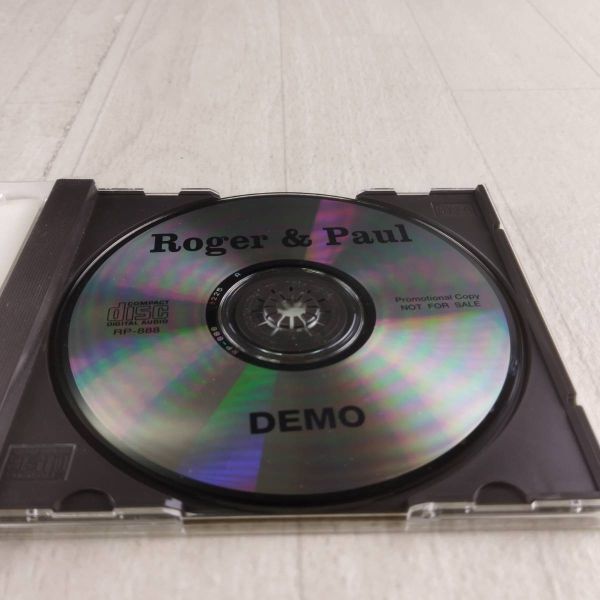 Roger & Paul
COMPACT
disc
DIGITAL AUDIO
RP-888
Promotional Copy
NOT FOR SALE
DEMO